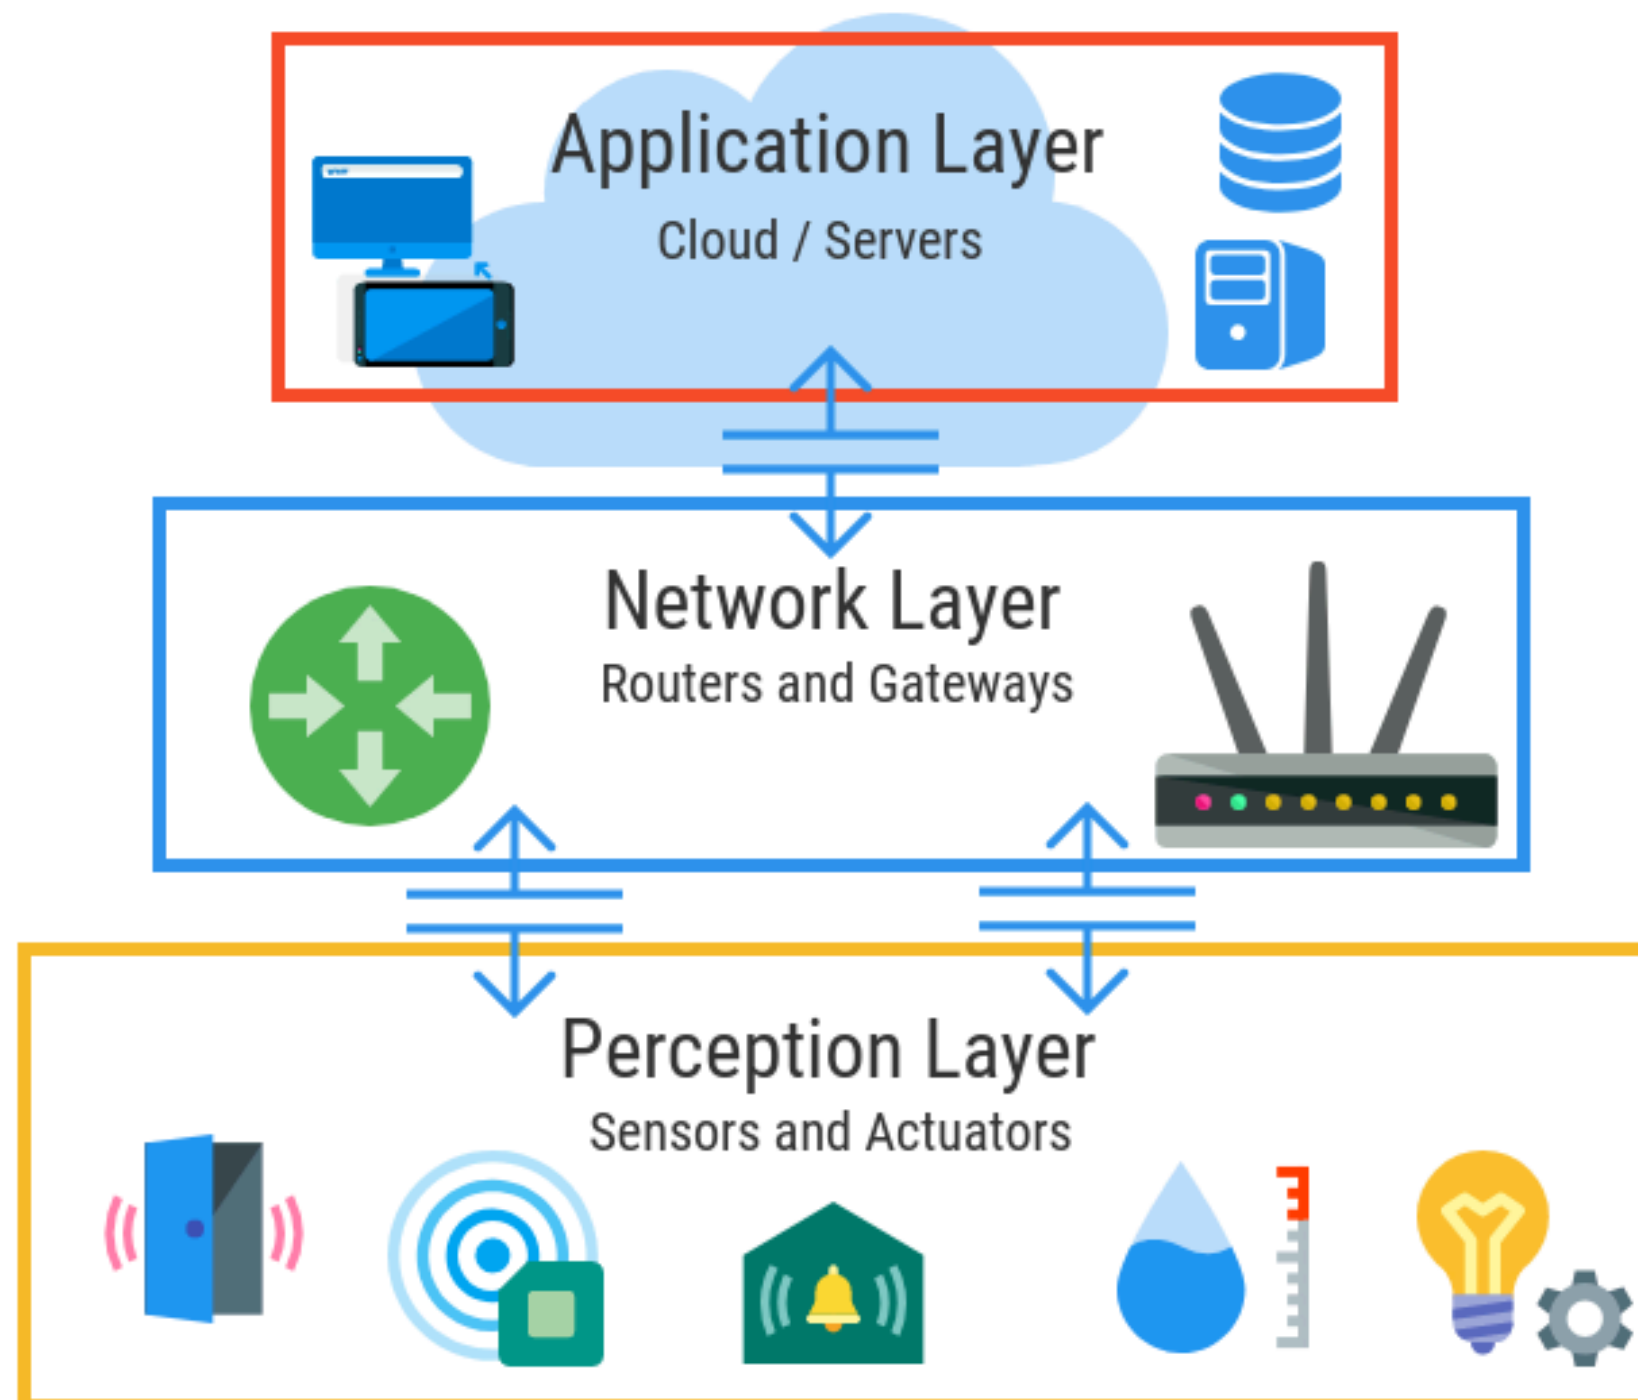 Application Layer
Cloud / Servers
Network Layer
Routers and Gateways
Perception Layer
Sensors and Actuators